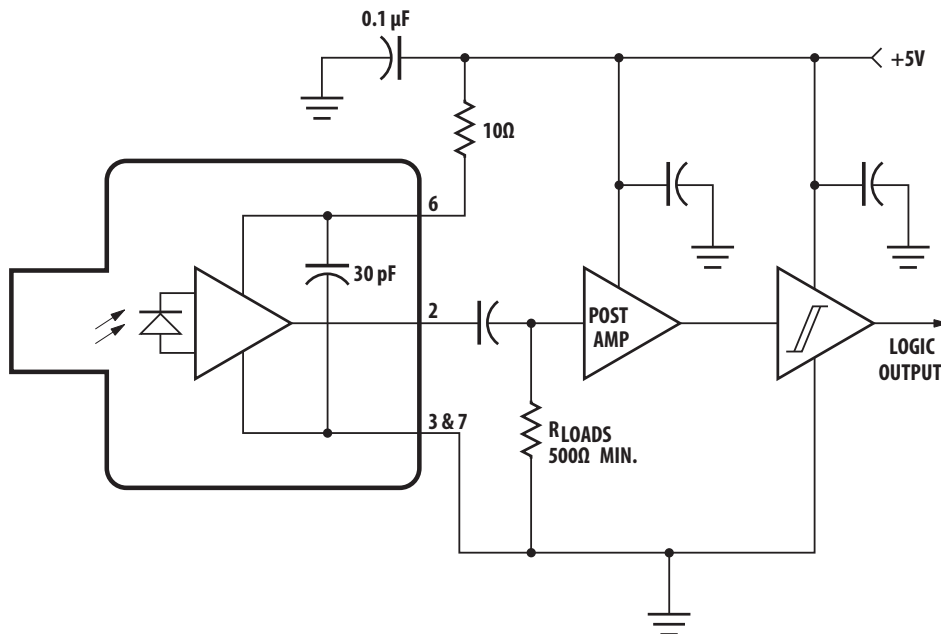 0.1 µF
+5V
10Ω
6
30 pF
2
POST
AMP
LOGIC
OUTPUT
3 & 7
RLOADS
500Ω MIN.